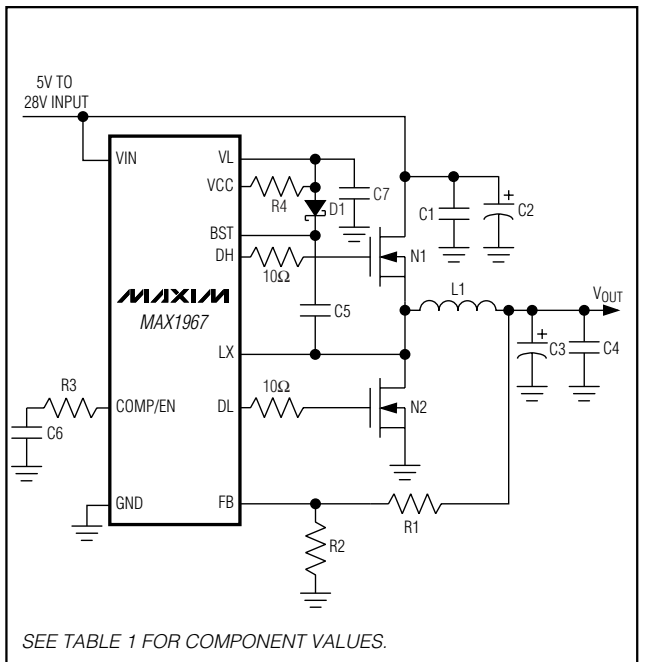 5V TO
28V INPUT
VIN
VL
VCC
R4
D1
C7
C1
+
C2
BST
DH
10Ω
N1
MAXIM
MAX1967
C5
L1
VOUT
LX
+
C3
C4
R3
COMP/EN
C6
DL
10Ω
N2
GND
FB
R1
R2
SEE TABLE 1 FOR COMPONENT VALUES.